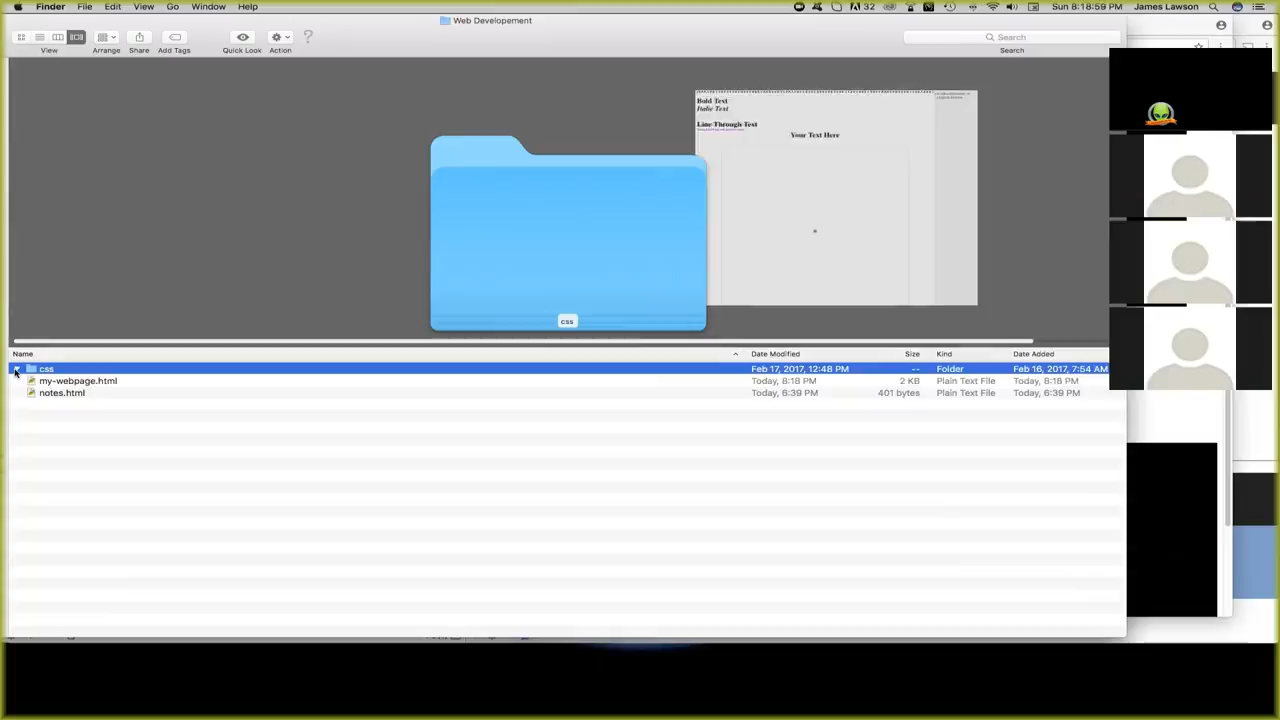 Finder File Edit View Go Window Help
32
Sun 8:18:59 PM James Lawson
Web Developement
View Arrange Share Add Tags Quick Look Action
Search
Search
Bold Text
Italic Text
Line Through Text
Your Text Here
css
Name Date Modified Size Kind Date Added
css Feb 17, 2017, 12:48 PM -- Folder Feb 16, 2017, 7:54 AM
my-webpage.html Today, 8:18 PM 2 KB Plain Text File Today, 8:18 PM
notes.html Today, 6:39 PM 401 bytes Plain Text File Today, 6:39 PM